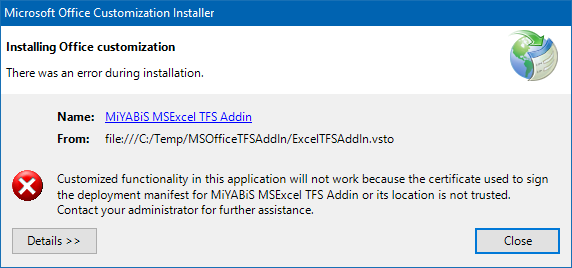 Microsoft Office Customization Installer
Installing Office customization
There was an error during installation.
Name: MiYABiS MSExcel TFS Addin
From: file:///C:/Temp/MSOfficeTFSAddIn/ExcelTFSAddIn.vsto
Customized functionality in this application will not work because the certificate used to sign
the deployment manifest for MiYABiS MSExcel TFS Addin or its location is not trusted.
Contact your administrator for further assistance.
Details >>
Close